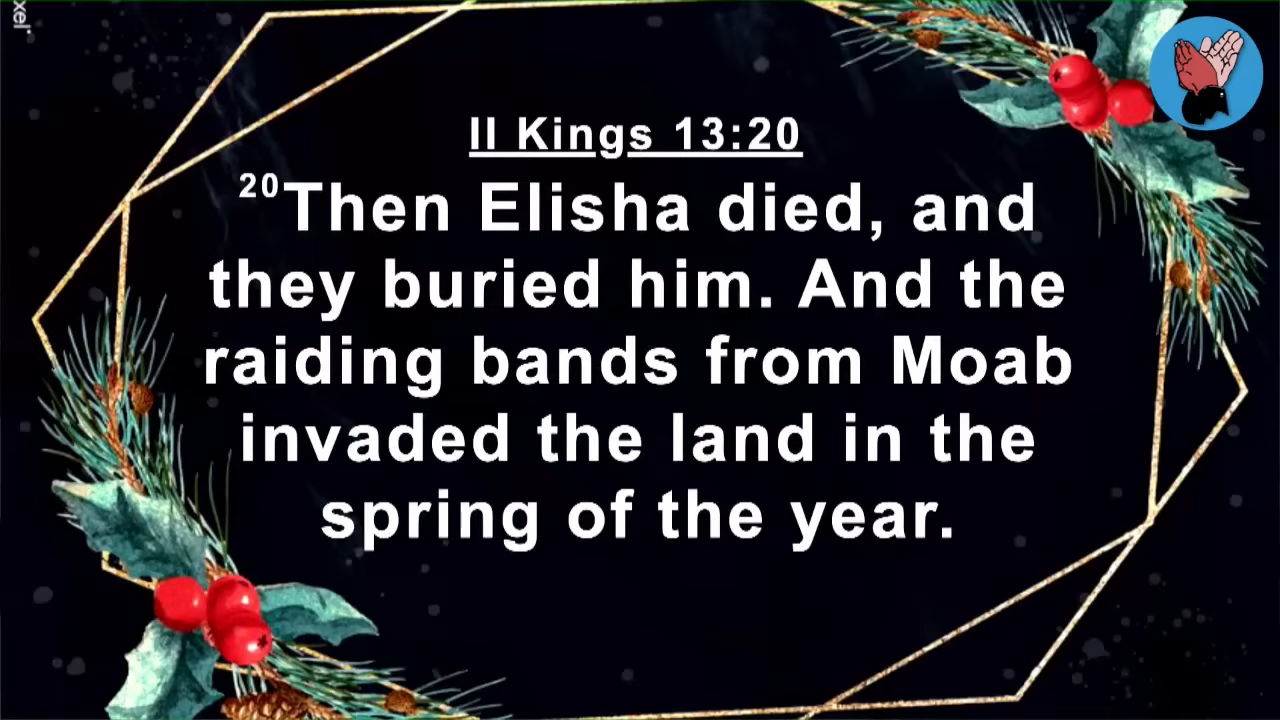 xel
II Kings 13:20
20Then Elisha died, and
they buried him. And the
raiding bands from Moab
invaded the land in the
spring of the year.